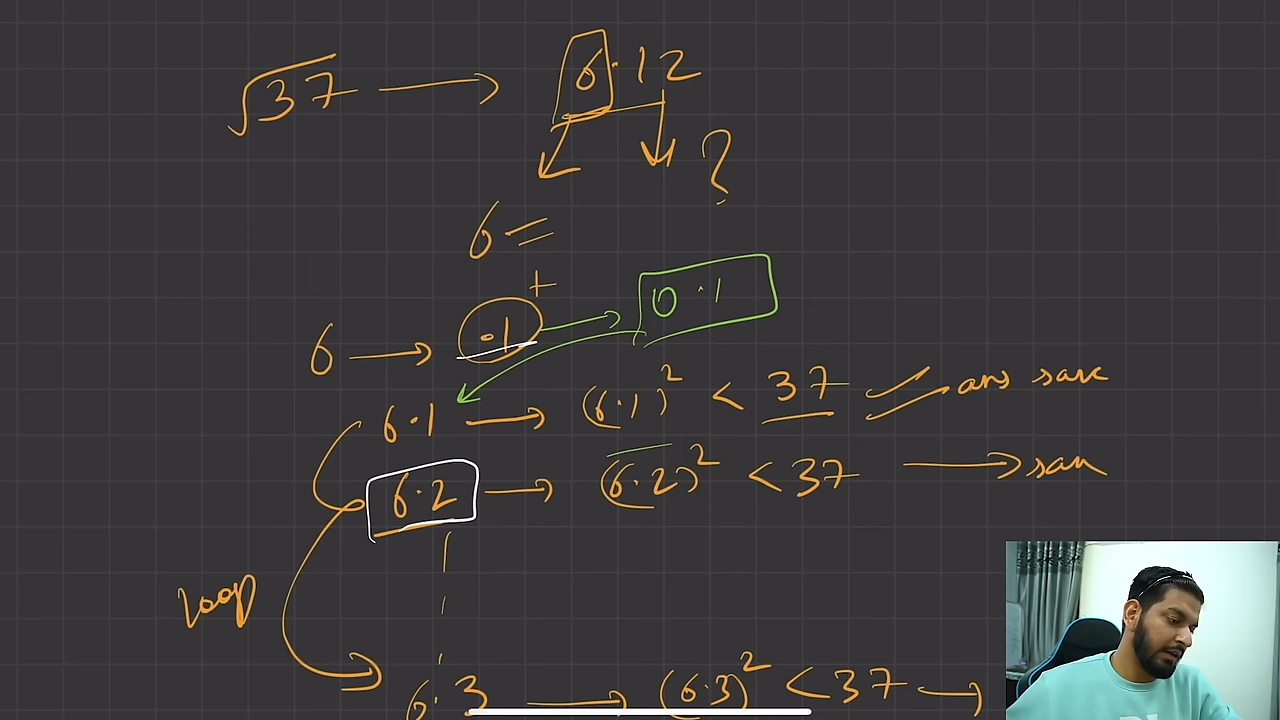 √37 → 6.12
?
6 =
+
6 → .1 → 0.1
6.1 → (6.1)² < 37 ans save
6.2 → (6.2)² < 37 → save
loop
6.3 → (6.3)² < 37 →